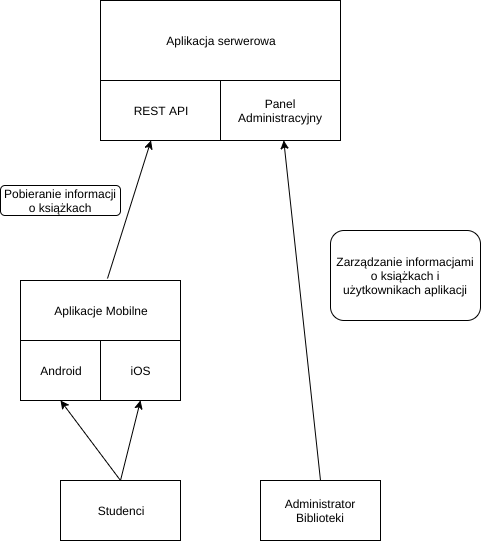 Aplikacja serwerowa
REST API
Panel
Administracyjny
Pobieranie informacji
o książkach
Zarządzanie informacjami
o książkach i
użytkownikach aplikacji
Aplikacje Mobilne
Android
iOS
Studenci
Administrator
Biblioteki